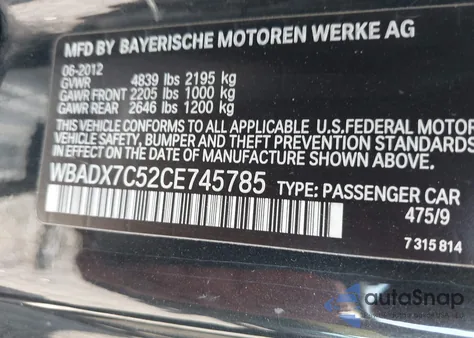 MFD BY BAYERISCHE MOTOREN WERKE AG
06-2012
GVWR 4839 lbs 2195 kg
GAWR FRONT 2205 lbs 1000 kg
GAWR REAR 2646 lbs 1200 kg
THIS VEHICLE CONFORMS TO ALL APPLICABLE U.S.FEDERAL MOTOR
VEHICLE SAFETY, BUMPER AND THEFT PREVENTION STANDARDS
IN EFFECT ON THE DATE OF MANUFACTURE SHOWN ABOVE.
WBADX7C52CE745785 TYPE: PASSENGER CAR
475/9
7 315 814
autoSnap